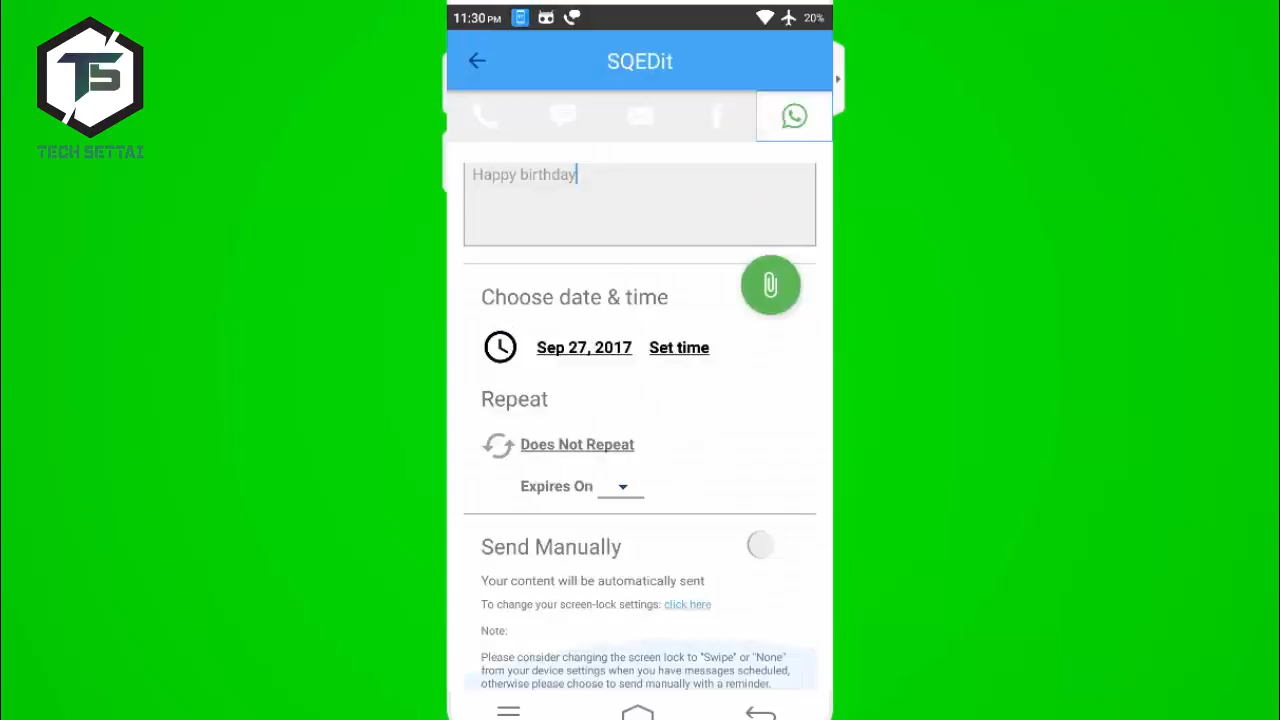 11:30 PM
20%
SQEDit
TS
TECH SETTAI
Happy birthday
Choose date & time
Sep 27, 2017 Set time
Repeat
Does Not Repeat
Expires On
Send Manually
Your content will be automatically sent
To change your screen-lock settings: click here
Note:
Please consider changing the screen lock to "Swipe" or "None"
from your device settings when you have messages scheduled,
otherwise please choose to send manually with a reminder.